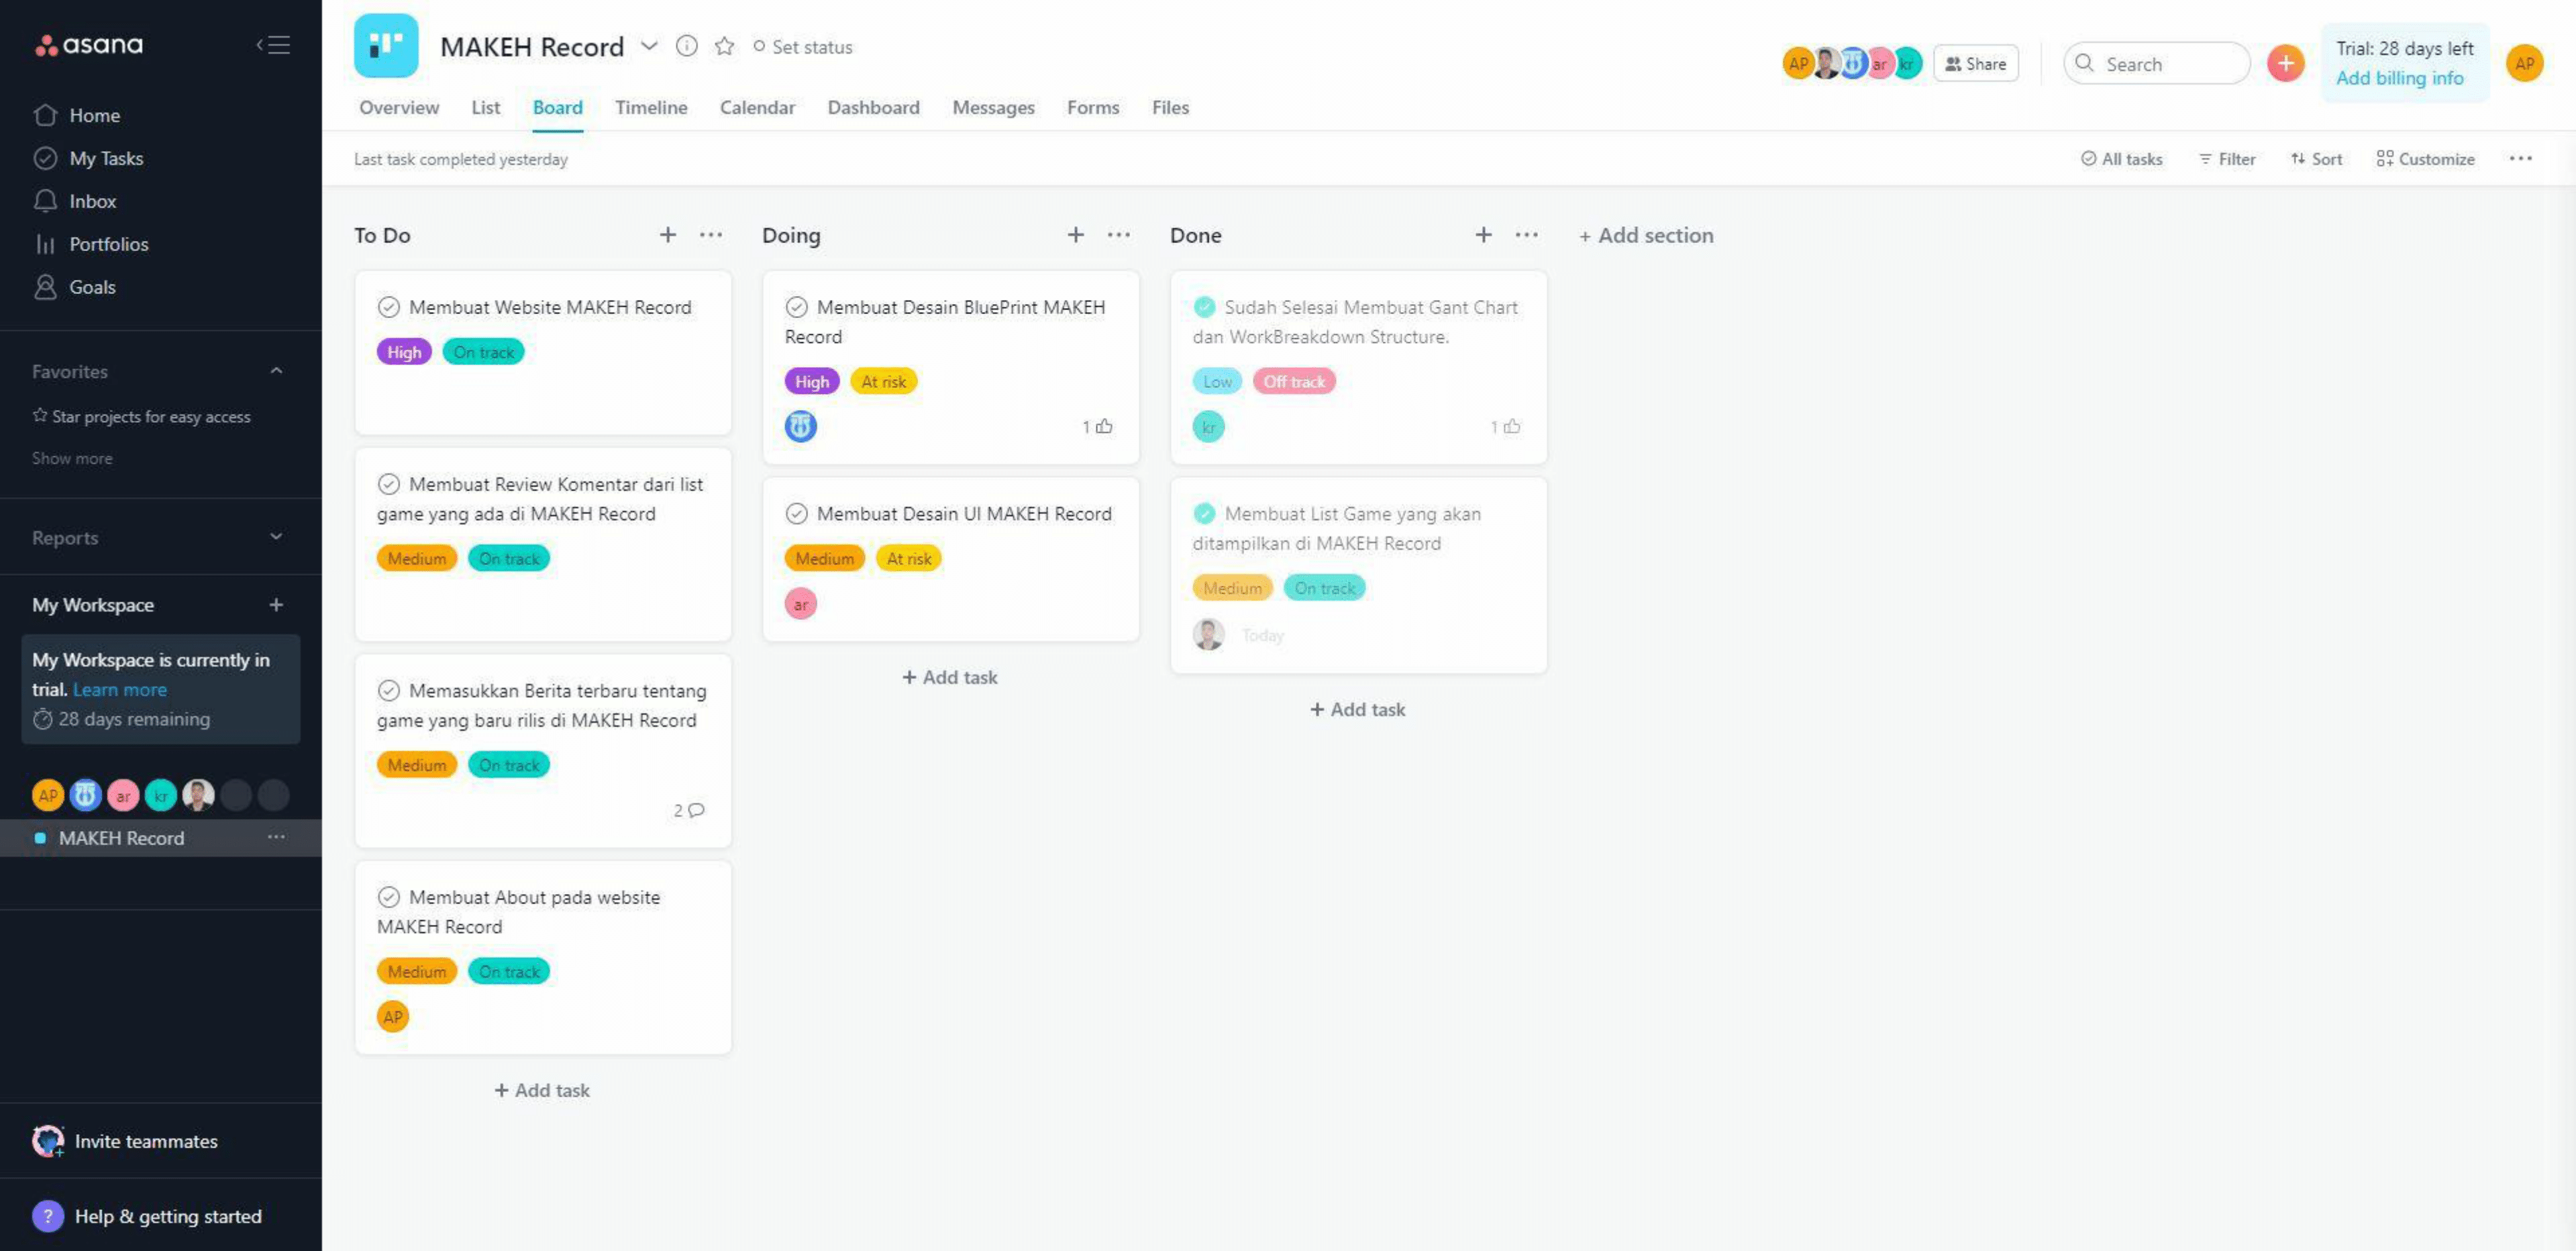 asana
Home
My Tasks
Inbox
Portfolios
Goals
Favorites
Star projects for easy access
Show more
Reports
My Workspace
My Workspace is currently in
trial. Learn more
28 days remaining
AP ar kr
MAKEH Record
Invite teammates
? Help & getting started
MAKEH Record
Set status
AP ar kr
Share
Search
Trial: 28 days left
Add billing info
AP
Overview List Board Timeline Calendar Dashboard Messages Forms Files
Last task completed yesterday
All tasks Filter Sort Customize
To Do
Membuat Website MAKEH Record
High On track
Membuat Review Komentar dari list
game yang ada di MAKEH Record
Medium On track
Memasukkan Berita terbaru tentang
game yang baru rilis di MAKEH Record
Medium On track
2
Membuat About pada website
MAKEH Record
Medium On track
AP
+ Add task
Doing
Membuat Desain BluePrint MAKEH
Record
High At risk
1
Membuat Desain UI MAKEH Record
Medium At risk
ar
+ Add task
Done
Sudah Selesai Membuat Gant Chart
dan WorkBreakdown Structure.
Low Off track
kr 1
Membuat List Game yang akan
ditampilkan di MAKEH Record
Medium On track
Today
+ Add task
+ Add section